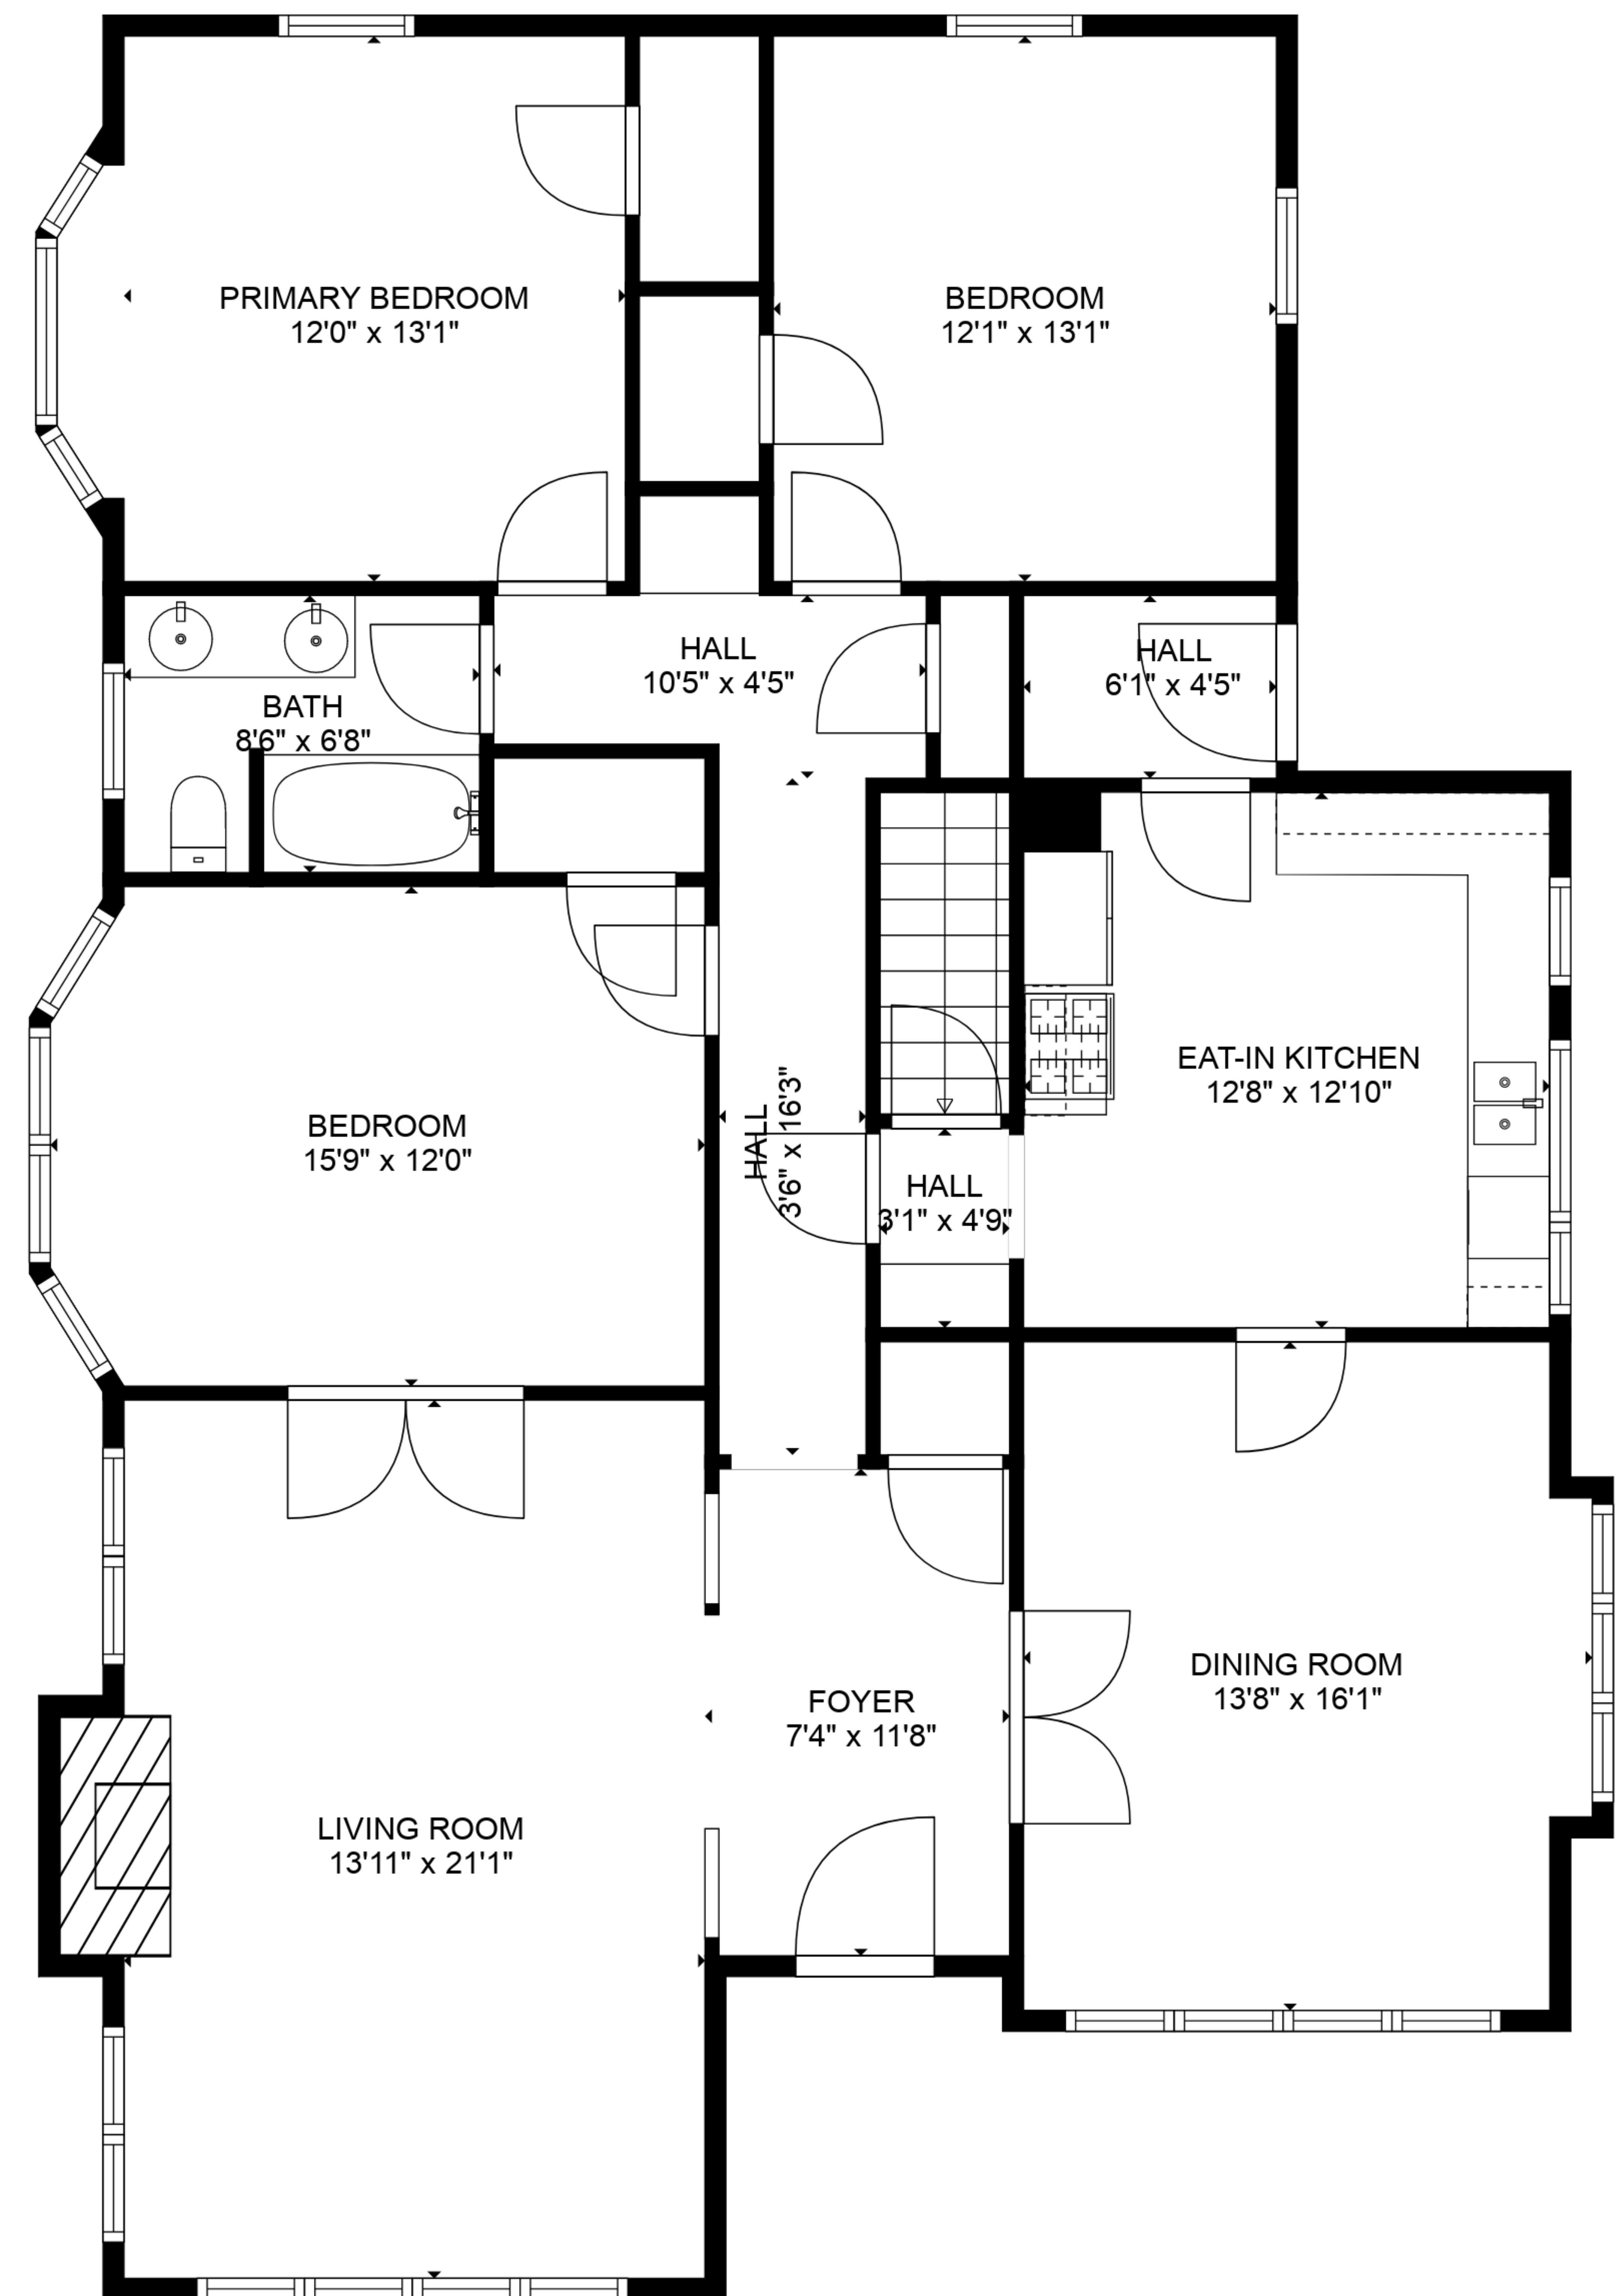 PRIMARY BEDROOM
12'0" x 13'1"
BEDROOM
12'1" x 13'1"
HALL
10'5" x 4'5"
HALL
6'1" x 4'5"
BATH
8'6" x 6'8"
EAT-IN KITCHEN
12'8" x 12'10"
BEDROOM
15'9" x 12'0"
HALL
3'6" x 16'3"
HALL
3'1" x 4'9"
DINING ROOM
13'8" x 16'1"
FOYER
7'4" x 11'8"
LIVING ROOM
13'11" x 21'1"